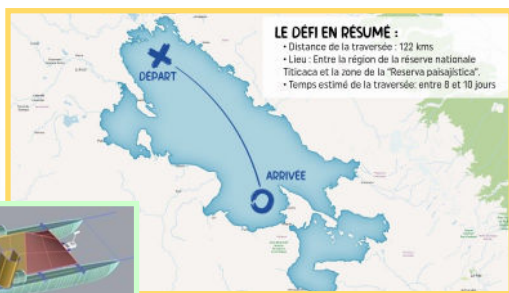 LE DÉFI EN RÉSUMÉ :
• Distance de la traversée : 122 kms
• Lieu : Entre la région de la réserve nationale
Titicaca et la zone de la "Reserva paisajística".
• Temps estimé de la traversée: entre 8 et 10 jours
DÉPART
ARRIVÉE